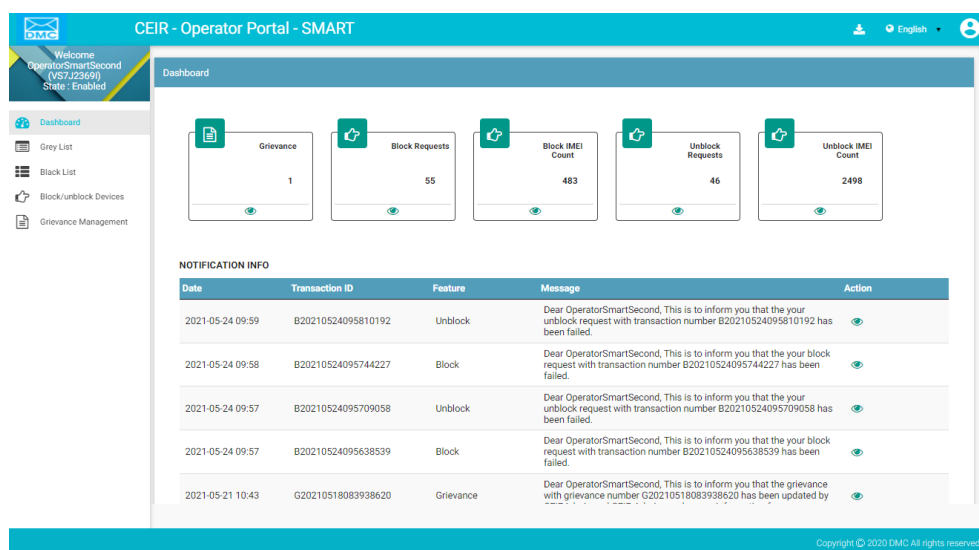 DMC
CEIR - Operator Portal - SMART
English
Welcome
OperatorSmartSecond
(VS7J2369I)
State : Enabled
Dashboard
Grey List
Black List
Block/unblock Devices
Grievance Management
Dashboard
Grievance
1
Block Requests
55
Block IMEI
Count
483
Unblock
Requests
46
Unblock IMEI
Count
2498
NOTIFICATION INFO
Date Transaction ID Feature Message Action
2021-05-24 09:59 B20210524095810192 Unblock Dear OperatorSmartSecond, This is to inform you that the your
unblock request with transaction number B20210524095810192 has
been failed.
2021-05-24 09:58 B20210524095744227 Block Dear OperatorSmartSecond, This is to inform you that the your block
request with transaction number B20210524095744227 has been
failed.
2021-05-24 09:57 B20210524095709058 Unblock Dear OperatorSmartSecond, This is to inform you that the your
unblock request with transaction number B20210524095709058 has
been failed.
2021-05-24 09:57 B20210524095638539 Block Dear OperatorSmartSecond, This is to inform you that the your block
request with transaction number B20210524095638539 has been
failed.
2021-05-21 10:43 G20210518083938620 Grievance Dear OperatorSmartSecond, This is to inform you that the grievance
with grievance number G20210518083938620 has been updated by
Copyright © 2020 DMC All rights reserved